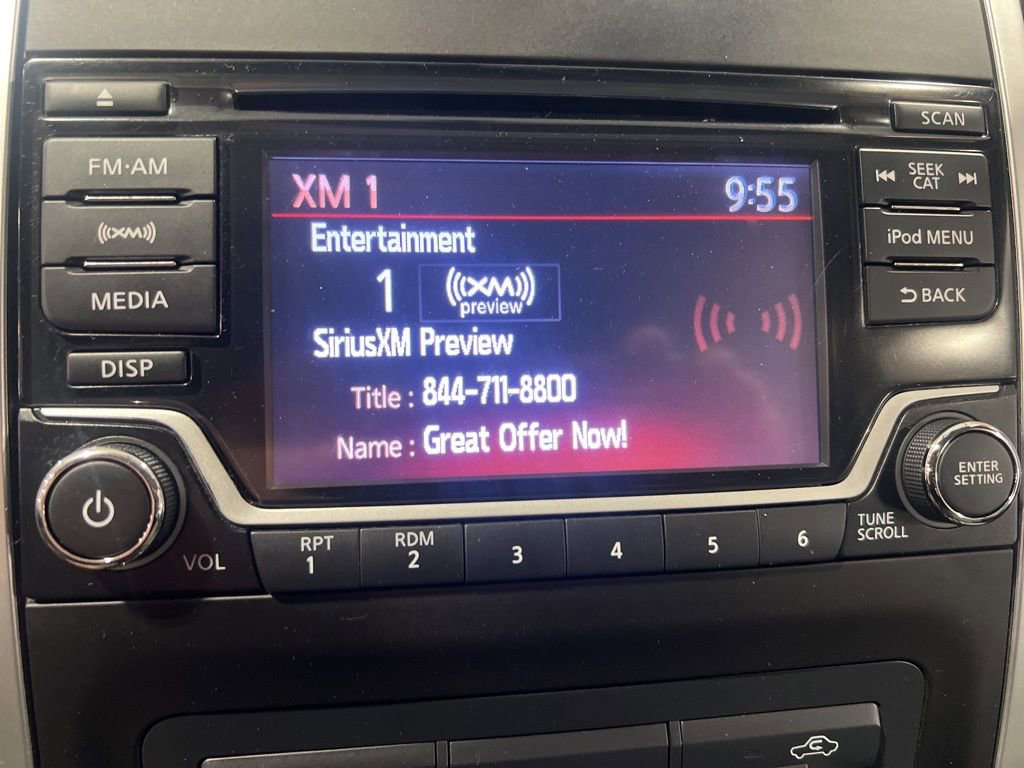 SCAN
FM·AM
SEEK
CAT
XM 1 9:55
Entertainment
((XM))
1
((XM))
preview
iPod MENU
MEDIA
BACK
SiriusXM Preview
DISP
Title : 844-711-8800
Name : Great Offer Now!
ENTER
SETTING
VOL
RPT
1
RDM
2
3
4
5
6
TUNE
SCROLL